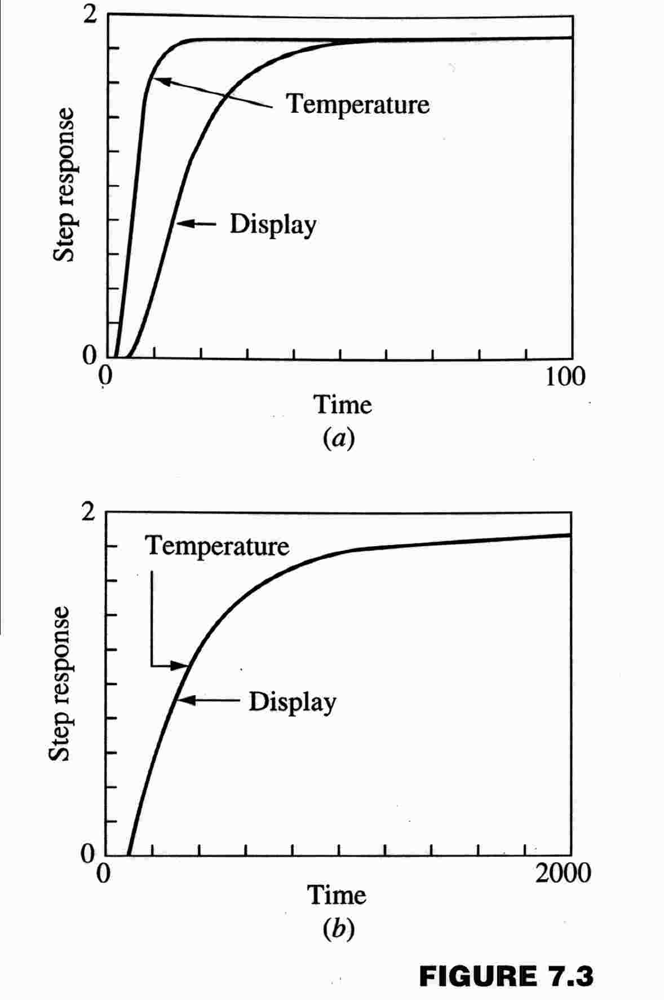 2
Temperature
Step response
Display
0
0
100
Time
(a)
2
Temperature
Step response
Display
0
0
2000
Time
(b)
FIGURE 7.3